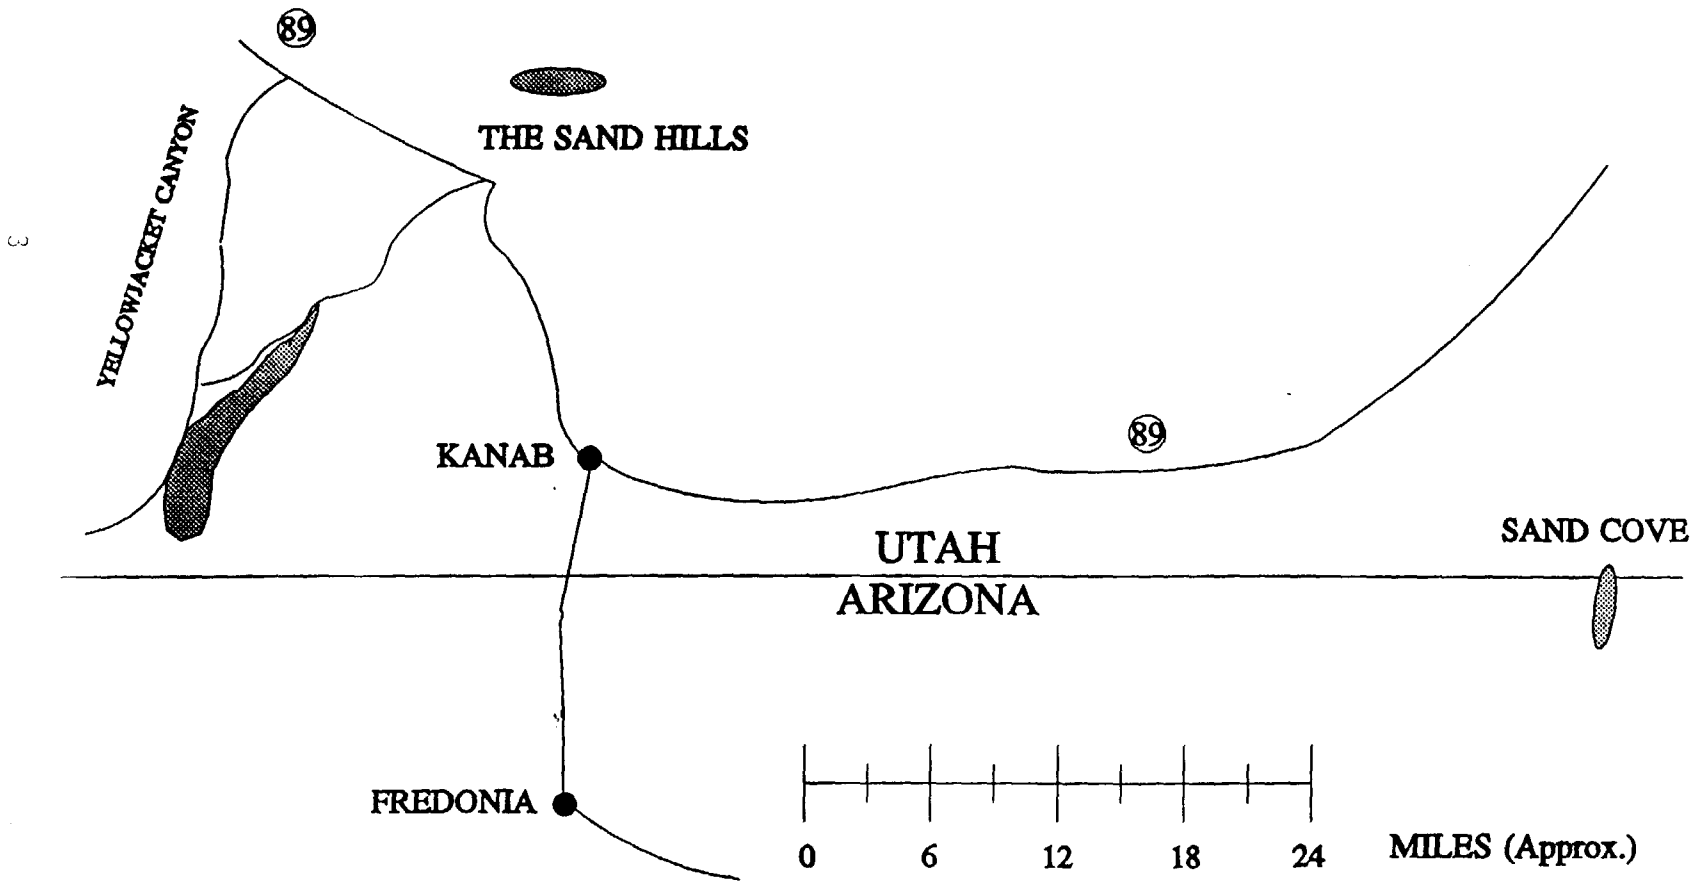 89
THE SAND HILLS
YELLOWJACKET CANYON
3
KANAB
89
SAND COVE
UTAH
ARIZONA
FREDONIA
0 6 12 18 24 MILES (Approx.)